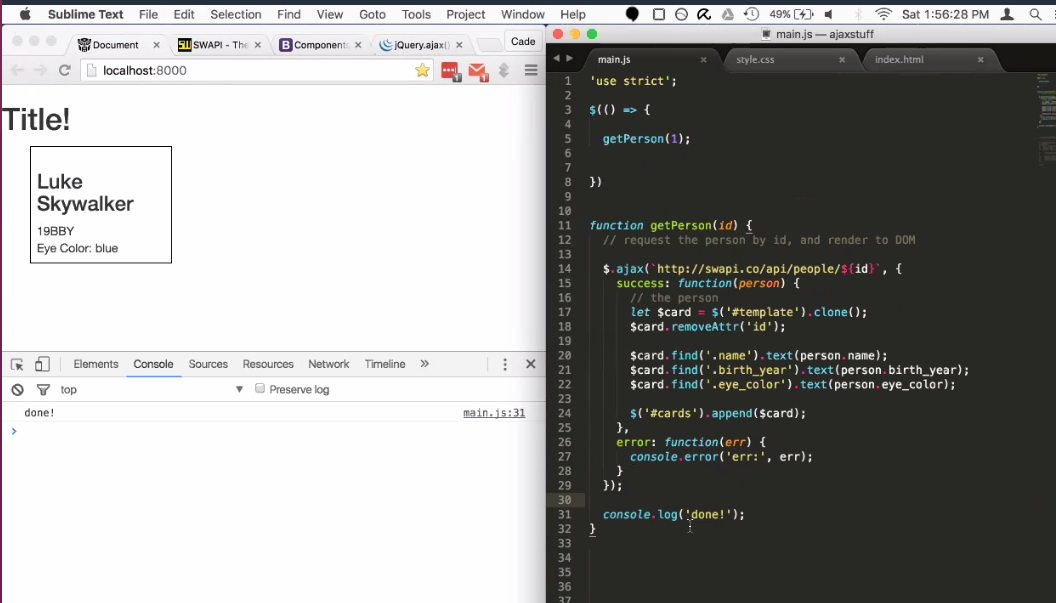 Sublime Text File Edit Selection Find View Goto Tools Project Window Help 49% Sat 1:56:28 PM
Document SWAPI - The Components jQuery.ajax() Cade
localhost:8000
Title!
Luke
Skywalker
19BBY
Eye Color: blue
Elements Console Sources Resources Network Timeline »
top Preserve log
done! main.js:31
main.js — ajaxstuff
main.js style.css index.html
1 'use strict';
2
3 $(() => {
4
5 getPerson(1);
6
7
8 })
9
10
11 function getPerson(id) {
12 // request the person by id, and render to DOM
13
14 $.ajax(`http://swapi.co/api/people/${id}`, {
15 success: function(person) {
16 // the person
17 let $card = $('#template').clone();
18 $card.removeAttr('id');
19
20 $card.find('.name').text(person.name);
21 $card.find('.birth_year').text(person.birth_year);
22 $card.find('.eye_color').text(person.eye_color);
23
24 $('#cards').append($card);
25 },
26 error: function(err) {
27 console.error('err:', err);
28 }
29 });
30
31 console.log('done!');
32 }
33
34
35
36
37